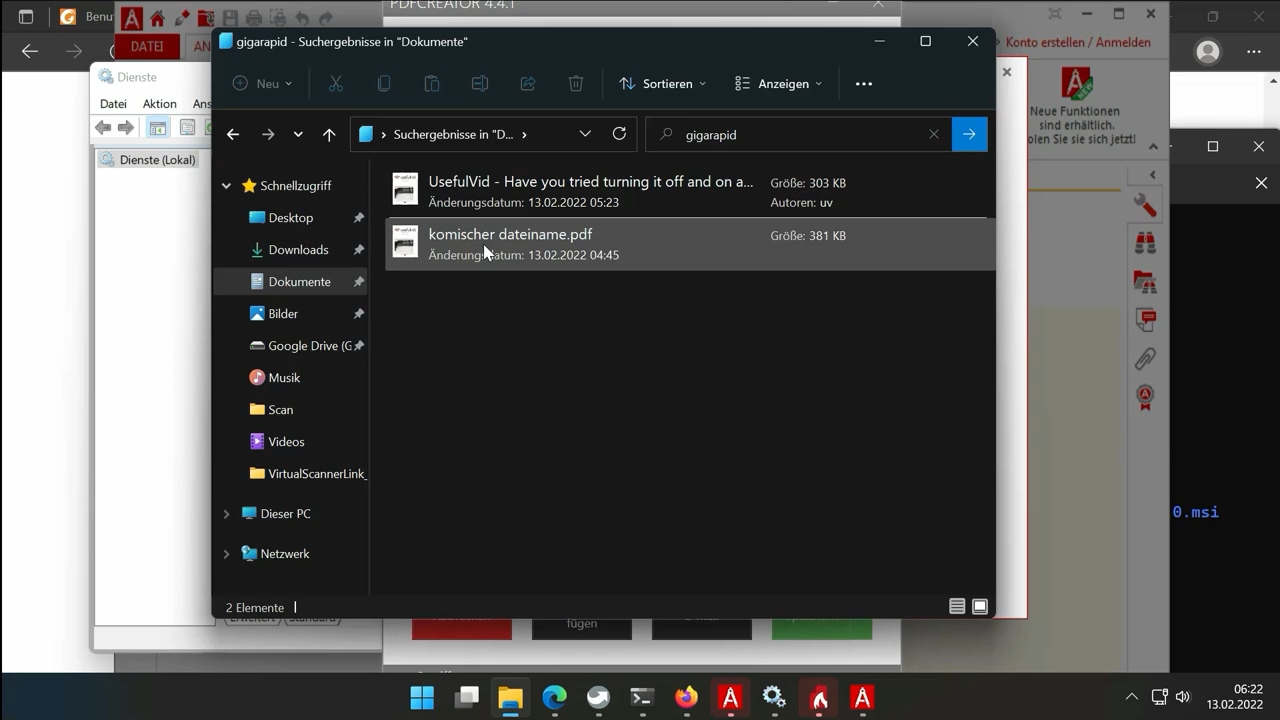 PDFCREATOR 4.4.1
Benu
DATEI
AN
gigarapid - Suchergebnisse in "Dokumente"
Konto erstellen / Anmelden
Dienste
Neu
Sortieren
Anzeigen
Neue Funktionen
sind erhältlich.
olen Sie sie sich jetzt!
Datei Aktion Ans
Suchergebnisse in "D...
gigarapid
Dienste (Lokal)
Schnellzugriff
Desktop
Downloads
Dokumente
Bilder
Google Drive (G
Musik
Scan
Videos
VirtualScannerLink_
Dieser PC
Netzwerk
UsefulVid - Have you tried turning it off and on a...
Größe: 303 KB
Änderungsdatum: 13.02.2022 05:23
Autoren: uv
komischer dateiname.pdf
Größe: 381 KB
Änderungsdatum: 13.02.2022 04:45
0.msi
2 Elemente
fügen
06:22
13.02.2022